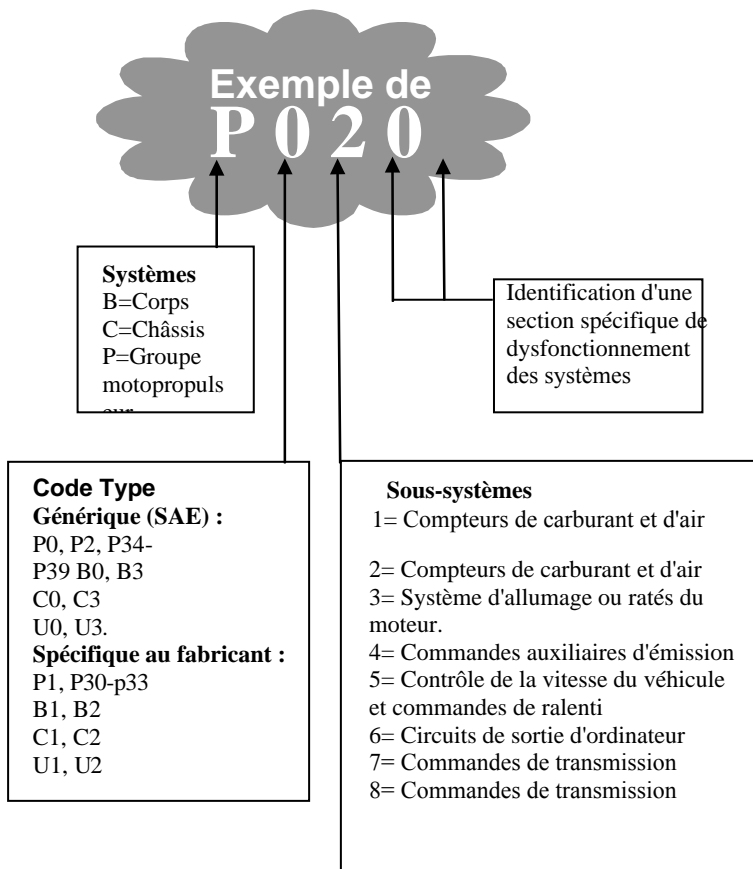 Exemple de
P 0 2 0
Systèmes
B=Corps
C=Châssis
P=Groupe
motopropuls
Identification d'une
section spécifique de
dysfonctionnement
des systèmes
Code Type
Générique (SAE) :
P0, P2, P34-
P39 B0, B3
C0, C3
U0, U3.
Spécifique au fabricant :
P1, P30-p33
B1, B2
C1, C2
U1, U2
Sous-systèmes
1= Compteurs de carburant et d'air
2= Compteurs de carburant et d'air
3= Système d'allumage ou ratés du
moteur.
4= Commandes auxiliaires d'émission
5= Contrôle de la vitesse du véhicule
et commandes de ralenti
6= Circuits de sortie d'ordinateur
7= Commandes de transmission
8= Commandes de transmission